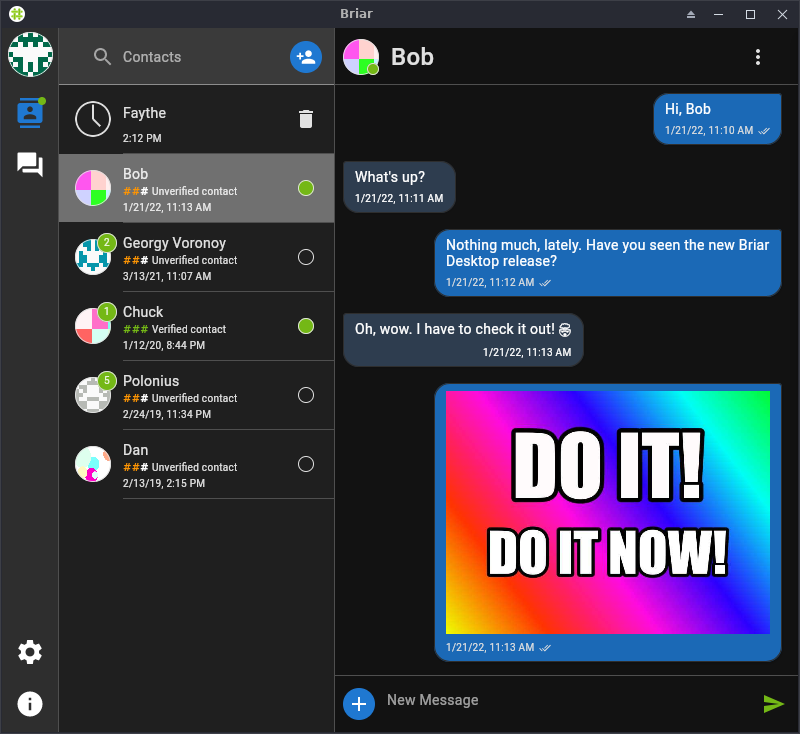 Briar
Contacts
Faythe
2:12 PM
Bob
### Unverified contact
1/21/22, 11:13 AM
2
Georgy Voronoy
### Unverified contact
3/13/21, 11:07 AM
1
Chuck
### Verified contact
1/12/20, 8:44 PM
5
Polonius
### Unverified contact
2/24/19, 11:34 PM
Dan
### Unverified contact
2/13/19, 2:15 PM
Bob
Hi, Bob
1/21/22, 11:10 AM
What's up?
1/21/22, 11:11 AM
Nothing much, lately. Have you seen the new Briar
Desktop release?
1/21/22, 11:12 AM
Oh, wow. I have to check it out!
1/21/22, 11:13 AM
DO IT!
DO IT NOW!
1/21/22, 11:13 AM
New Message